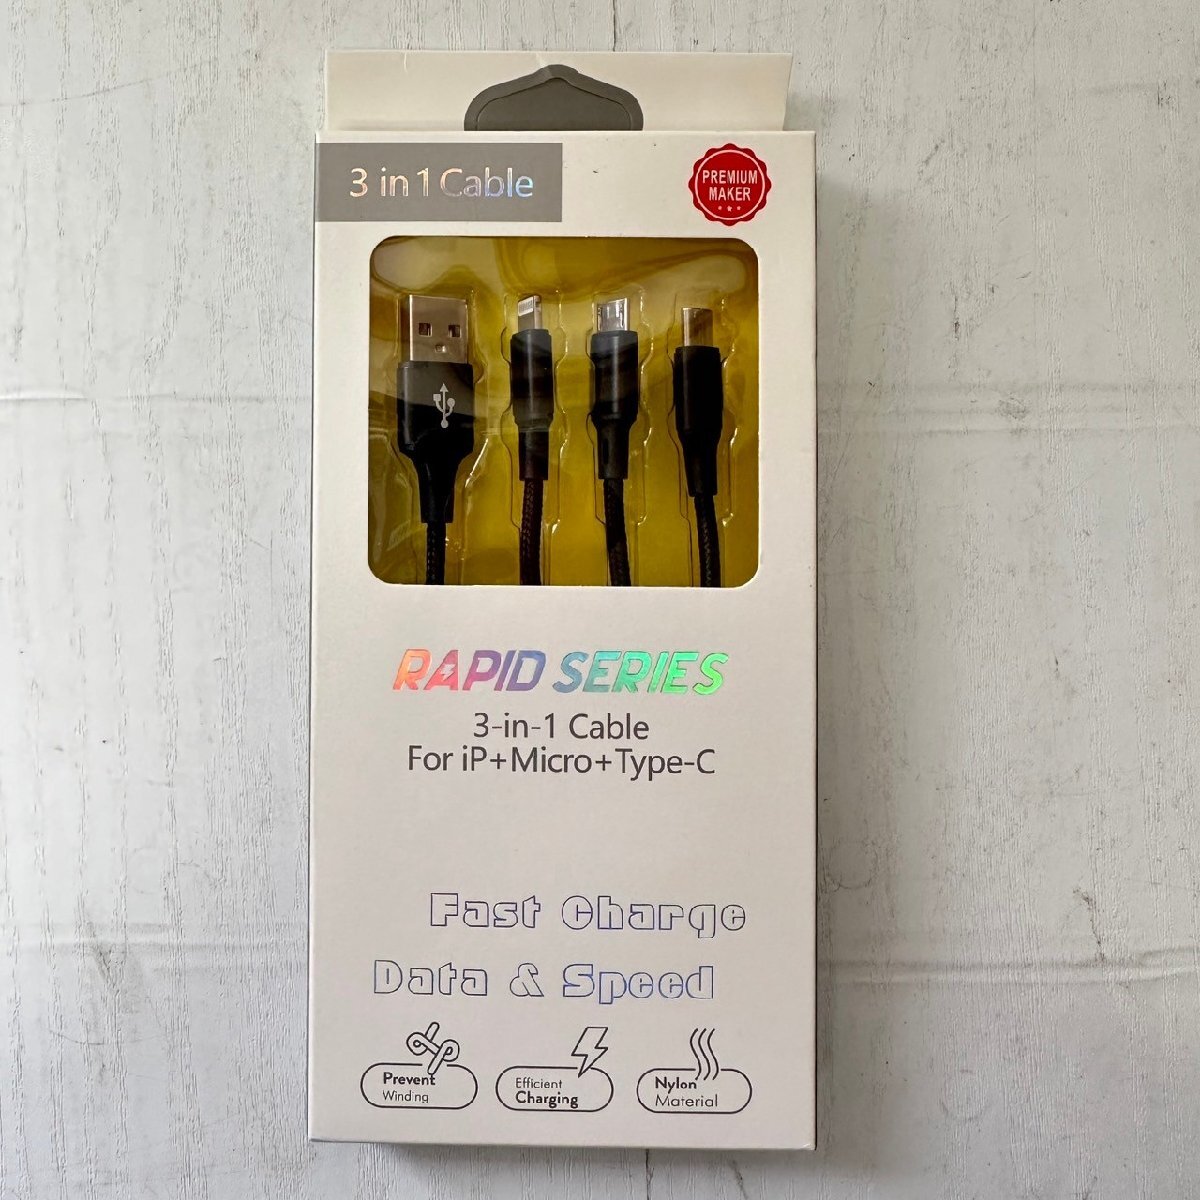 3 in 1 Cable
PREMIUM
MAKER
RAPID SERIES
3-in-1 Cable
For iP+Micro+Type-C
Fast Charge
Data & Speed
Prevent
Winding
Efficient
Charging
Nylon
Material